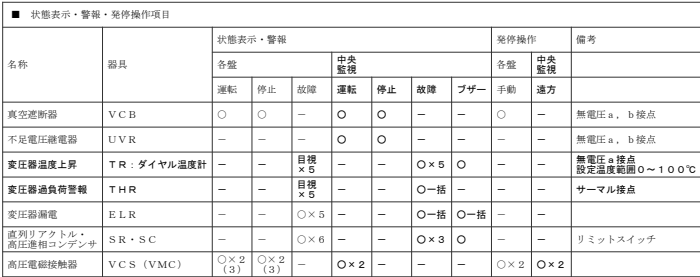 ■ 状態表示・警報・発停操作項目
名称 器具 状態表示・警報 発停操作 備考
各盤 中央監視 各盤 中央監視
運転 停止 故障 運転 停止 故障 ブザー 手動 遠方
真空遮断器 VCB ○ ○ − ○ ○ − − ○ − 無電圧a，b接点
不足電圧継電器 UVR − − − ○ ○ − − − − 無電圧a，b接点
変圧器温度上昇 TR：ダイヤル温度計 − − 目視×5 − − ○×5 ○ − − 無電圧a接点
設定温度範囲0～100℃
変圧器過負荷警報 THR − − 目視×5 − − ○一括 − − サーマル接点
変圧器漏電 ELR − − ○×5 − − ○一括 ○一括 − −
直列リアクトル・
高圧進相コンデンサ SR・SC − − ○×6 − − ○×3 ○ − − リミットスイッチ
高圧電磁接触器 VCS（VMC） ○×2（3） ○×2（3） − ○×2 − − − ○×2 ○×2